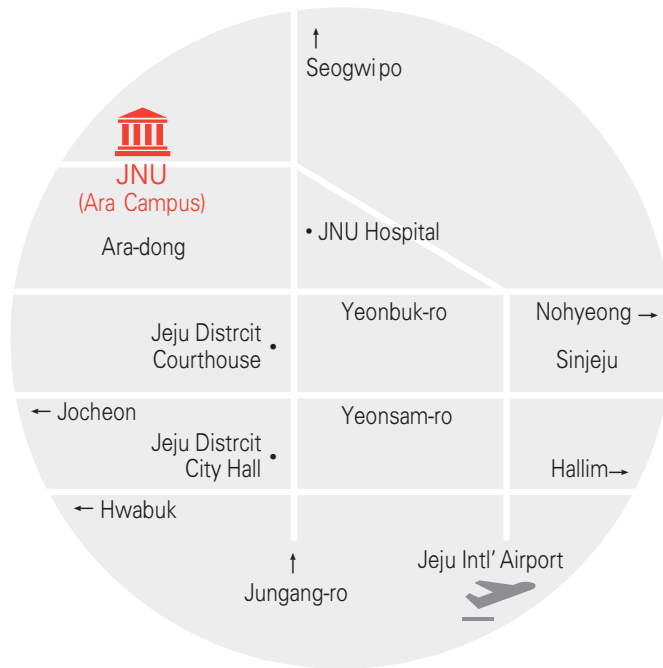 ↑
Seogwipo
JNU
(Ara Campus)
Ara-dong
• JNU Hospital
Yeonbuk-ro
Nohyeong →
Jeju Distrcit
Courthouse •
Sinjeju
← Jocheon
Yeonsam-ro
Jeju Distrcit
City Hall •
Hallim→
← Hwabuk
↑
Jungang-ro
Jeju Intl’ Airport